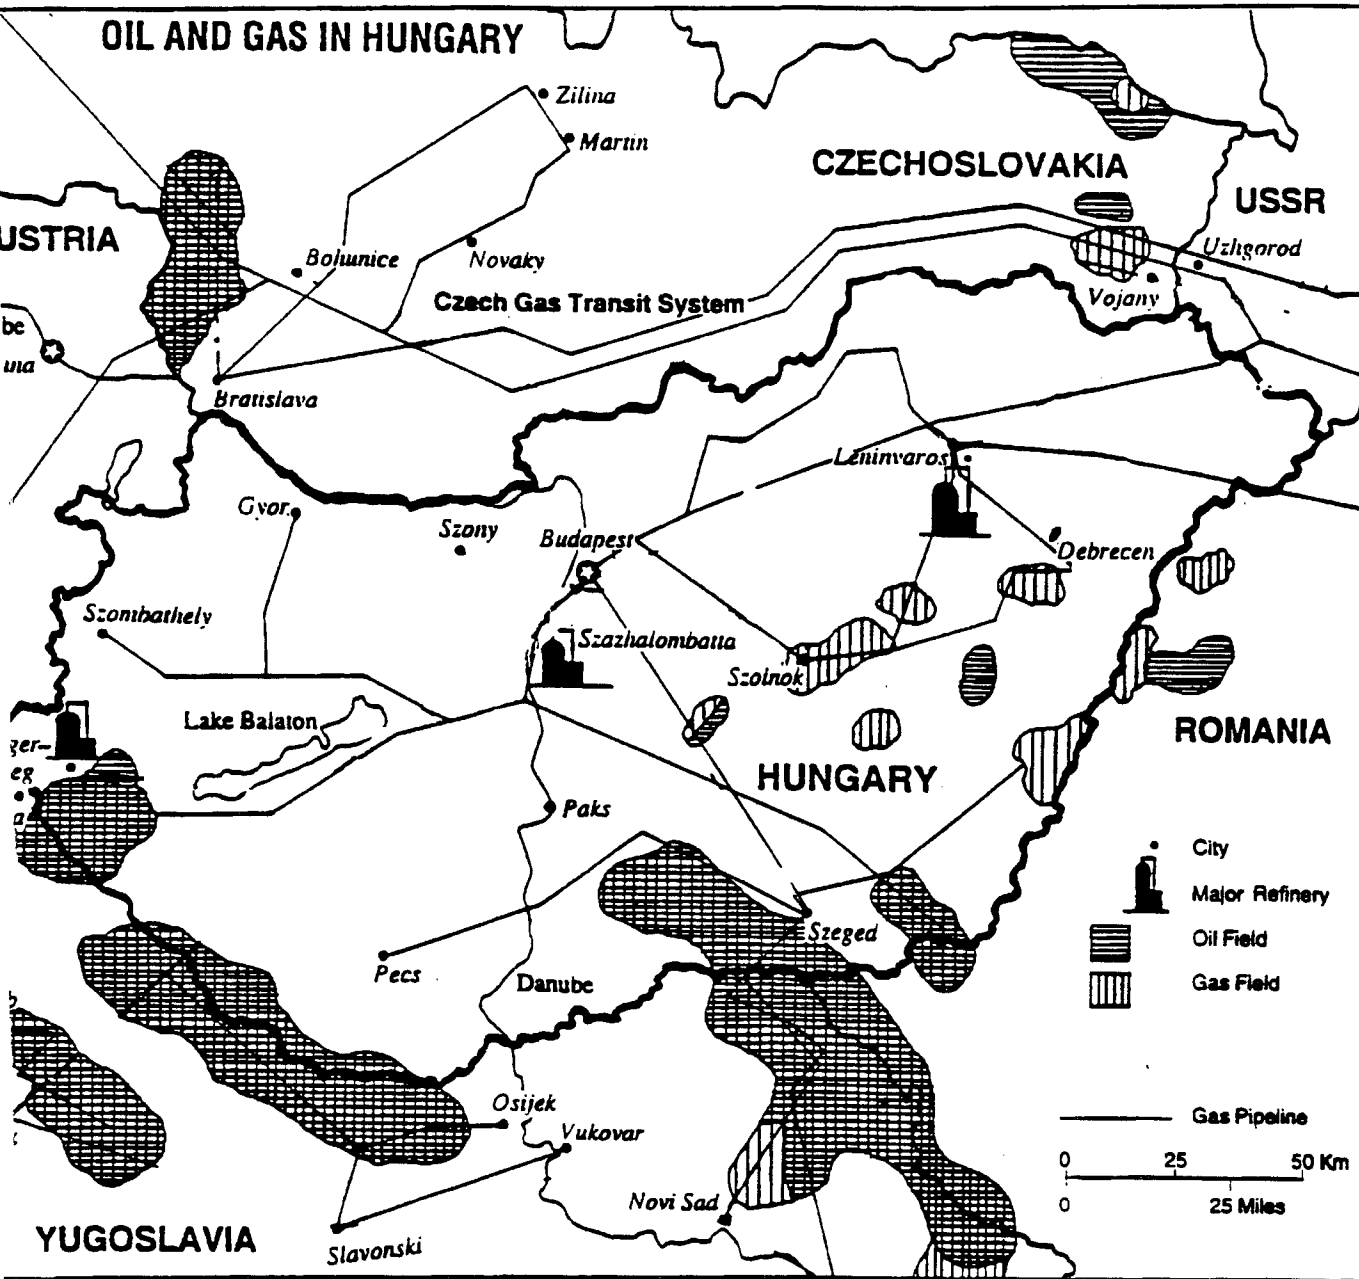 OIL AND GAS IN HUNGARY
Zilina
Martin
CZECHOSLOVAKIA
USSR
USTRIA
Bohunice
Novaky
Uzhgorod
Czech Gas Transit System
Vojany
be
Bratislava
Leninvaros
Gyor
Szony
Budapest
Debrecen
Szombathely
Szazhalombatta
Szolnok
Lake Balaton
ROMANIA
ger-
eg
a
HUNGARY
Paks
City
Major Refinery
Szeged
Oil Field
Pecs
Danube
Gas Field
Osijek
Gas Pipeline
Vukovar
0 25 50 Km
Novi Sad
0 25 Miles
YUGOSLAVIA
Slavonski